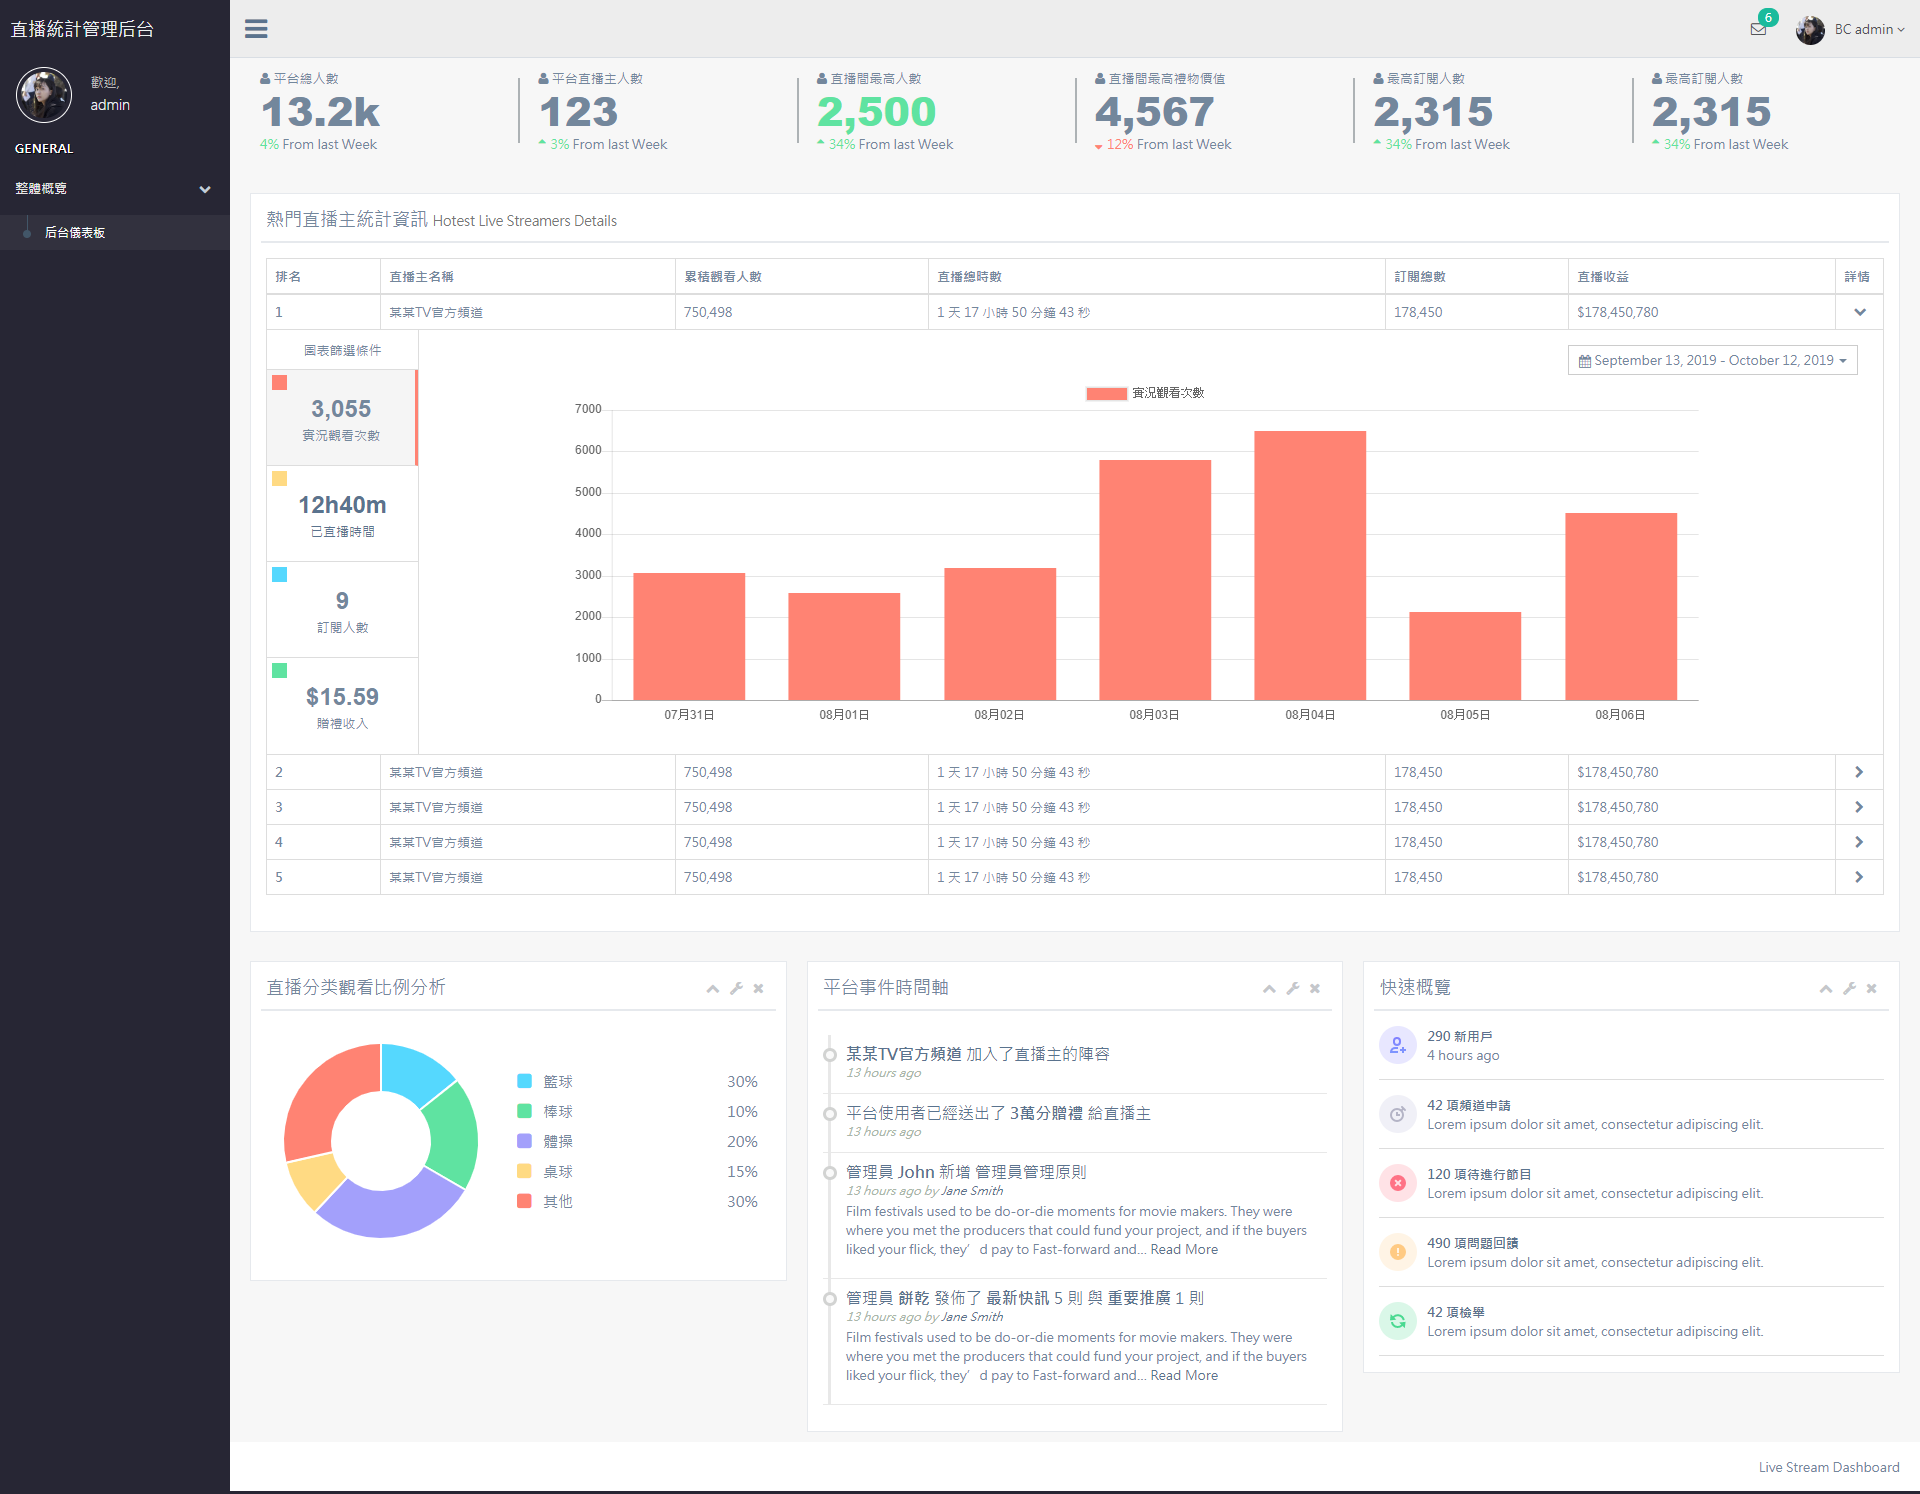 直播統計管理后台
歡迎,
admin
GENERAL
整體概覽
后台儀表板
6
BC admin
平台總人數
13.2k
4% From last Week
平台直播主人數
123
3% From last Week
直播間最高人數
2,500
34% From last Week
直播間最高禮物價值
4,567
12% From last Week
最高訂閱人數
2,315
34% From last Week
最高訂閱人數
2,315
34% From last Week
熱門直播主統計資訊 Hotest Live Streamers Details
排名 直播主名稱 累積觀看人數 直播總時數 訂閱總數 直播收益 詳情
1 某某TV官方頻道 750,498 1 天 17 小時 50 分鐘 43 秒 178,450 $178,450,780
圖表篩選條件
3,055
實況觀看次數
12h40m
已直播時間
9
訂閱人數
$15.59
贈禮收入
September 13, 2019 - October 12, 2019
實況觀看次數
7000
6000
5000
4000
3000
2000
1000
0
07月31日 08月01日 08月02日 08月03日 08月04日 08月05日 08月06日
2 某某TV官方頻道 750,498 1 天 17 小時 50 分鐘 43 秒 178,450 $178,450,780
3 某某TV官方頻道 750,498 1 天 17 小時 50 分鐘 43 秒 178,450 $178,450,780
4 某某TV官方頻道 750,498 1 天 17 小時 50 分鐘 43 秒 178,450 $178,450,780
5 某某TV官方頻道 750,498 1 天 17 小時 50 分鐘 43 秒 178,450 $178,450,780
直播分类觀看比例分析
籃球 30%
棒球 10%
體操 20%
桌球 15%
其他 30%
平台事件時間軸
某某TV官方頻道 加入了直播主的陣容
13 hours ago
平台使用者已經送出了 3萬分贈禮 給直播主
13 hours ago
管理員 John 新增 管理員管理原則
13 hours ago by Jane Smith
Film festivals used to be do-or-die moments for movie makers. They were
where you met the producers that could fund your project, and if the buyers
liked your flick, they’d pay to Fast-forward and… Read More
管理員 餅乾 發佈了 最新快訊 5 則 與 重要推廣 1 則
13 hours ago by Jane Smith
Film festivals used to be do-or-die moments for movie makers. They were
where you met the producers that could fund your project, and if the buyers
liked your flick, they’d pay to Fast-forward and… Read More
快速概覽
290 新用戶
4 hours ago
42 項頻道申請
Lorem ipsum dolor sit amet, consectetur adipiscing elit.
120 項待進行節目
Lorem ipsum dolor sit amet, consectetur adipiscing elit.
490 項問題回饋
Lorem ipsum dolor sit amet, consectetur adipiscing elit.
42 項檢舉
Lorem ipsum dolor sit amet, consectetur adipiscing elit.
Live Stream Dashboard